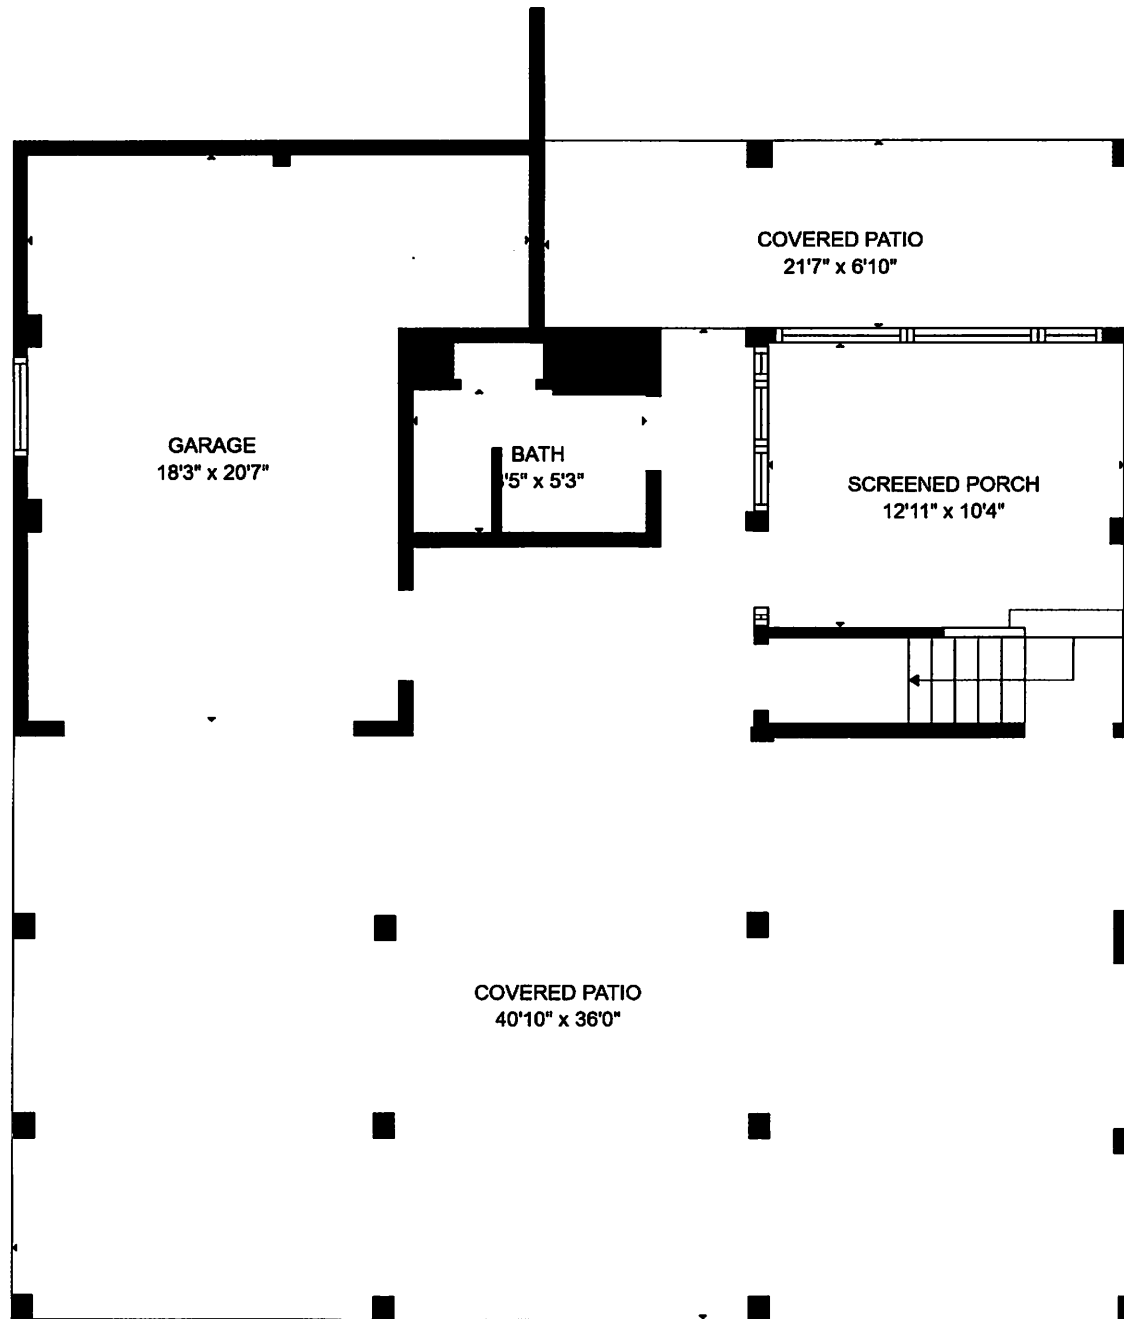 COVERED PATIO
21'7" x 6'10"
GARAGE
18'3" x 20'7"
BATH
'5" x 5'3"
SCREENED PORCH
12'11" x 10'4"
COVERED PATIO
40'10" x 36'0"